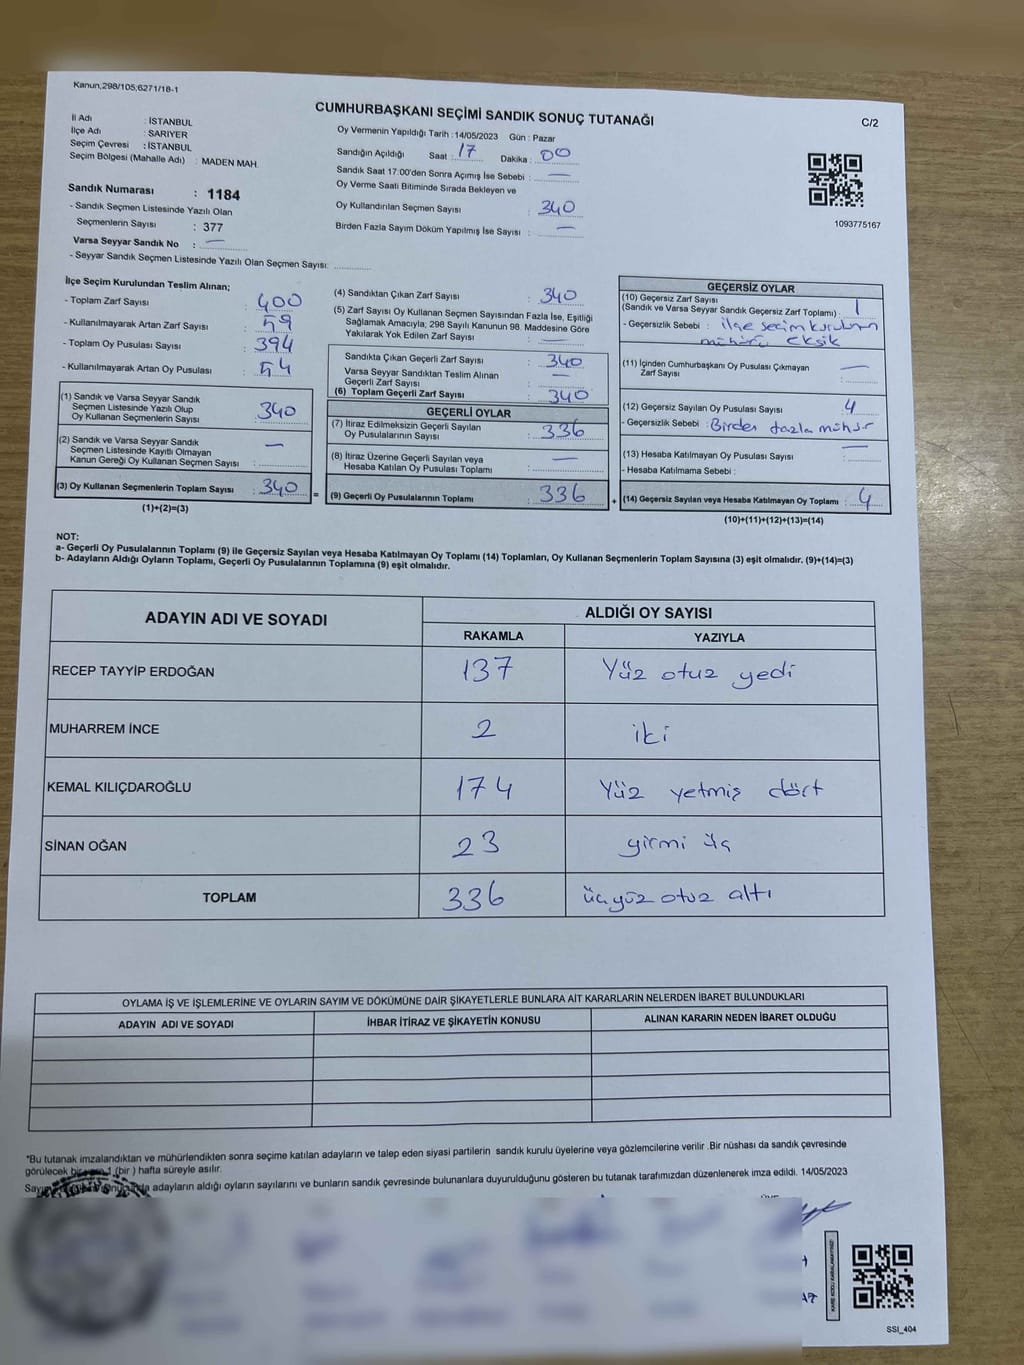 Kanun,298/105;6271/18-1
CUMHURBAŞKANI SEÇİMİ SANDIK SONUÇ TUTANAĞI
C/2
İl Adı : İSTANBUL
İlçe Adı : SARIYER
Seçim Çevresi : İSTANBUL
Seçim Bölgesi (Mahalle Adı) : MADEN MAH.
Sandık Numarası : 1184
- Sandık Seçmen Listesinde Yazılı Olan
Seçmenlerin Sayısı : 377
Varsa Seyyar Sandık No : —
- Seyyar Sandık Seçmen Listesinde Yazılı Olan Seçmen Sayısı:
Oy Vermenin Yapıldığı Tarih :14/05/2023 Gün : Pazar
Sandığın Açıldığı Saat : 17 Dakika : 00
Sandık Saat 17:00'den Sonra Açımış İse Sebebi : —
Oy Verme Saati Bitiminde Sırada Bekleyen ve
Oy Kullandırılan Seçmen Sayısı : 340
Birden Fazla Sayım Döküm Yapılmış İse Sayısı : —
1093775167
İlçe Seçim Kurulundan Teslim Alınan;
- Toplam Zarf Sayısı : 400
- Kullanılmayarak Artan Zarf Sayısı : 59
- Toplam Oy Pusulası Sayısı : 394
- Kullanılmayarak Artan Oy Pusulası : 54
(1) Sandık ve Varsa Seyyar Sandık
Seçmen Listesinde Yazılı Olup
Oy Kullanan Seçmenlerin Sayısı : 340
(2) Sandık ve Varsa Seyyar Sandık
Seçmen Listesinde Kayıtlı Olmayan
Kanun Gereği Oy Kullanan Seçmen Sayısı : —
(3) Oy Kullanan Seçmenlerin Toplam Sayısı : 340
(1)+(2)=(3)
(4) Sandıktan Çıkan Zarf Sayısı : 340
(5) Zarf Sayısı Oy Kullanan Seçmen Sayısından Fazla İse, Eşitliği
Sağlamak Amacıyla, 298 Sayılı Kanunun 98. Maddesine Göre
Yakılarak Yok Edilen Zarf Sayısı : —
Sandıkta Çıkan Geçerli Zarf Sayısı : 340
Varsa Seyyar Sandıktan Teslim Alınan
Geçerli Zarf Sayısı : —
(6) Toplam Geçerli Zarf Sayısı : 340
GEÇERLİ OYLAR
(7) İtiraz Edilmeksizin Geçerli Sayılan
Oy Pusulalarının Sayısı : 336
(8) İtiraz Üzerine Geçerli Sayılan veya
Hesaba Katılan Oy Pusulası Toplamı : —
= (9) Geçerli Oy Pusulalarının Toplamı : 336 +
GEÇERSİZ OYLAR
(10) Geçersiz Zarf Sayısı
(Sandık ve Varsa Seyyar Sandık Geçersiz Zarf Toplamı) : 1
- Geçersizlik Sebebi : ilçe seçim kurulunun
mührü eksik
(11) İçinden Cumhurbaşkanı Oy Pusulası Çıkmayan
Zarf Sayısı : —
(12) Geçersiz Sayılan Oy Pusulası Sayısı : 4
- Geçersizlik Sebebi : Birden fazla mühür
(13) Hesaba Katılmayan Oy Pusulası Sayısı : —
- Hesaba Katılmama Sebebi :
(14) Geçersiz Sayılan veya Hesaba Katılmayan Oy Toplamı : 4
(10)+(11)+(12)+(13)=(14)
NOT:
a- Geçerli Oy Pusulalarının Toplamı (9) ile Geçersiz Sayılan veya Hesaba Katılmayan Oy Toplamı (14) Toplamları, Oy Kullanan Seçmenlerin Toplam Sayısına (3) eşit olmalıdır. (9)+(14)=(3)
b- Adayların Aldığı Oyların Toplamı, Geçerli Oy Pusulalarının Toplamına (9) eşit olmalıdır.
ADAYIN ADI VE SOYADI ALDIĞI OY SAYISI
RAKAMLA YAZIYLA
RECEP TAYYİP ERDOĞAN 137 Yüz otuz yedi
MUHARREM İNCE 2 iki
KEMAL KILIÇDAROĞLU 174 Yüz yetmiş dört
SİNAN OĞAN 23 yirmi üç
TOPLAM 336 üçyüz otuz altı
OYLAMA İŞ VE İŞLEMLERİNE VE OYLARIN SAYIM VE DÖKÜMÜNE DAİR ŞİKAYETLERLE BUNLARA AİT KARARLARIN NELERDEN İBARET BULUNDUKLARI
ADAYIN ADI VE SOYADI İHBAR İTİRAZ VE ŞİKAYETİN KONUSU ALINAN KARARIN NEDEN İBARET OLDUĞU
*Bu tutanak imzalandıktan ve mühürlendikten sonra seçime katılan adayların ve talep eden siyasi partilerin sandık kurulu üyelerine veya gözlemcilerine verilir .Bir nüshası da sandık çevresinde
görülecek bir yere 1 (bir ) hafta süreyle asılır.
adayların aldığı oyların sayılarını ve bunların sandık çevresinde bulunanlara duyurulduğunu gösteren bu tutanak tarafımızdan düzenlenerek imza edildi. 14/05/2023
SSI_404